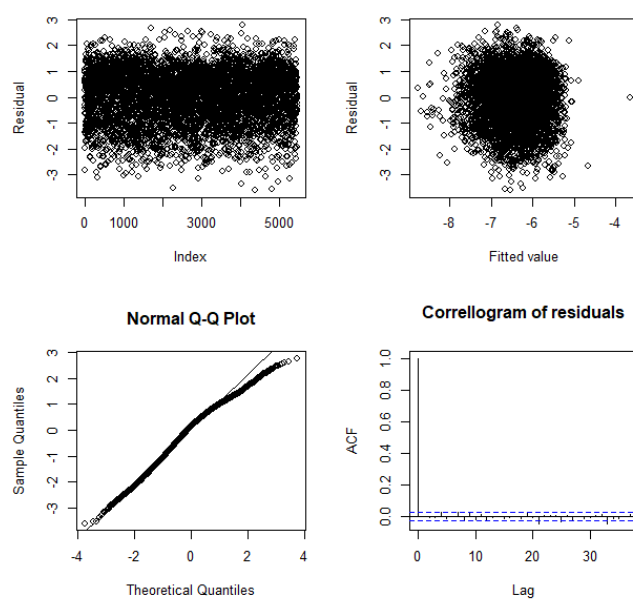 3
2
1
0
-1
-2
-3
Residual
0 1000 3000 5000
Index
3
2
1
0
-1
-2
-3
Residual
-8 -7 -6 -5 -4
Fitted value
Normal Q-Q Plot
3
2
1
0
-1
-2
-3
Sample Quantiles
-4 -2 0 2 4
Theoretical Quantiles
Correllogram of residuals
1.0
0.8
0.6
0.4
0.2
0.0
ACF
0 10 20 30
Lag